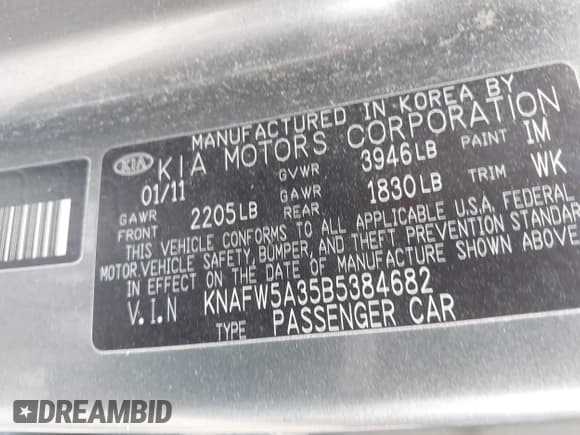 MANUFACTURED IN KOREA BY
KIA KIA MOTORS CORPORATION
01/11 GVWR 3946LB PAINT IM
GAWR FRONT 2205LB GAWR REAR 1830LB TRIM WK
THIS VEHICLE CONFORMS TO ALL APPLICABLE U.S.A. FEDERAL
MOTOR VEHICLE SAFETY, BUMPER, AND THEFT PREVENTION STANDAR
IN EFFECT ON THE DATE OF MANUFACTURE SHOWN ABOVE
V.I.N KNAFW5A35B5384682
TYPE PASSENGER CAR
DREAMBID